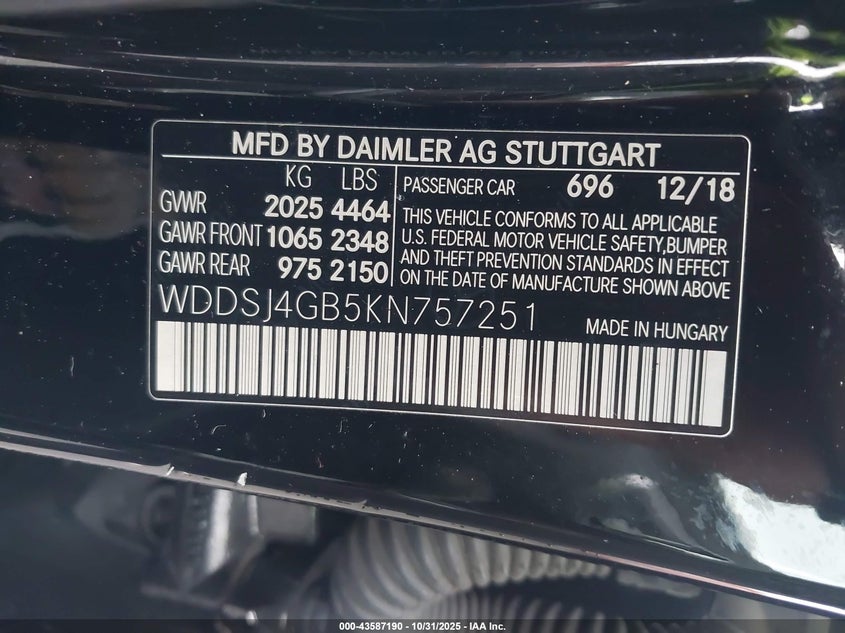 MFD BY DAIMLER AG STUTTGART
KG LBS
GVWR 2025 4464
GAWR FRONT 1065 2348
GAWR REAR 975 2150
PASSENGER CAR 696 12/18
THIS VEHICLE CONFORMS TO ALL APPLICABLE
U.S. FEDERAL MOTOR VEHICLE SAFETY,BUMPER
AND THEFT PREVENTION STANDARDS IN EFFECT
ON THE DATE OF MANUFACTURE SHOWN ABOVE
WDDSJ4GB5KN757251
MADE IN HUNGARY
000-43587190 - 10/31/2025 - IAA Inc.